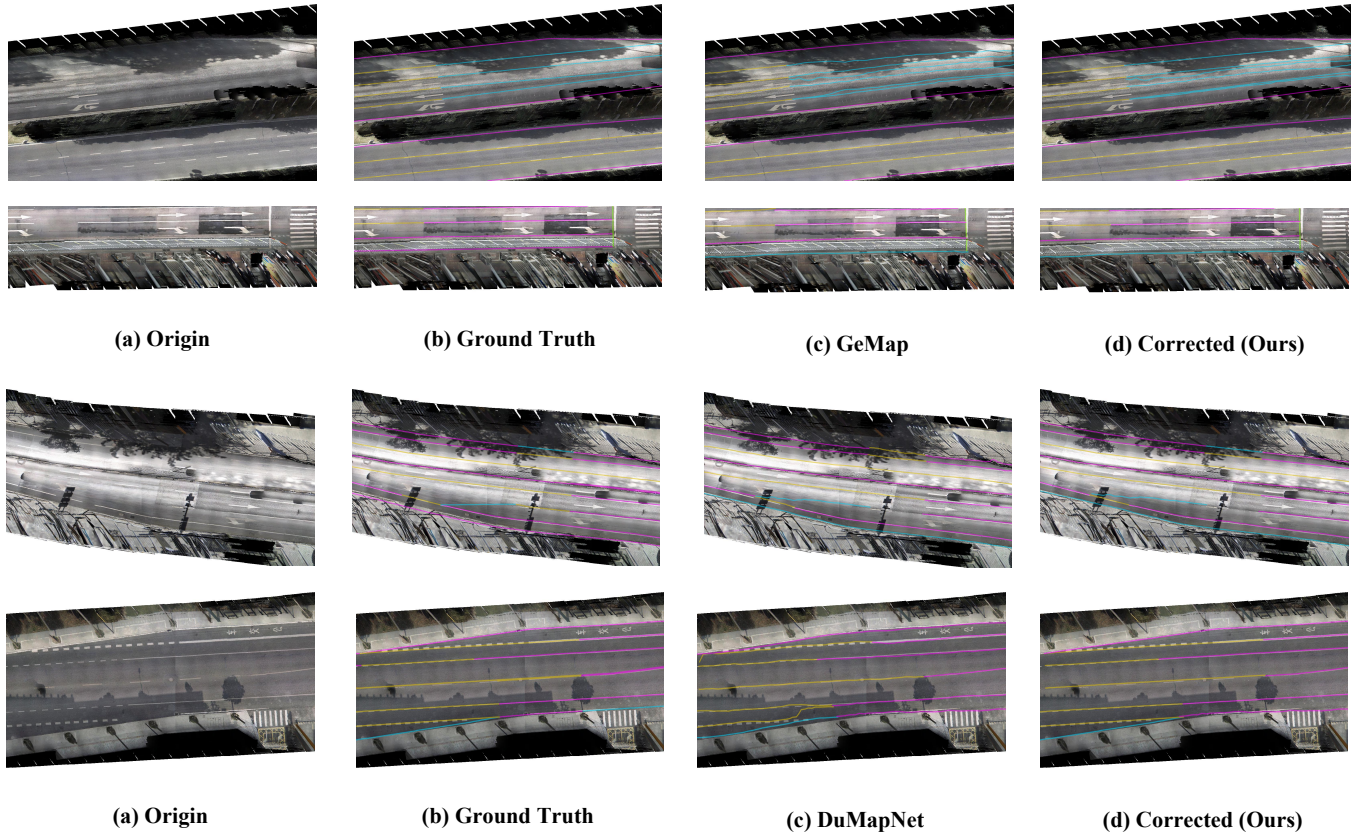 (a) Origin
(b) Ground Truth
(c) GeMap
(d) Corrected (Ours)
(a) Origin
(b) Ground Truth
(c) DuMapNet
(d) Corrected (Ours)